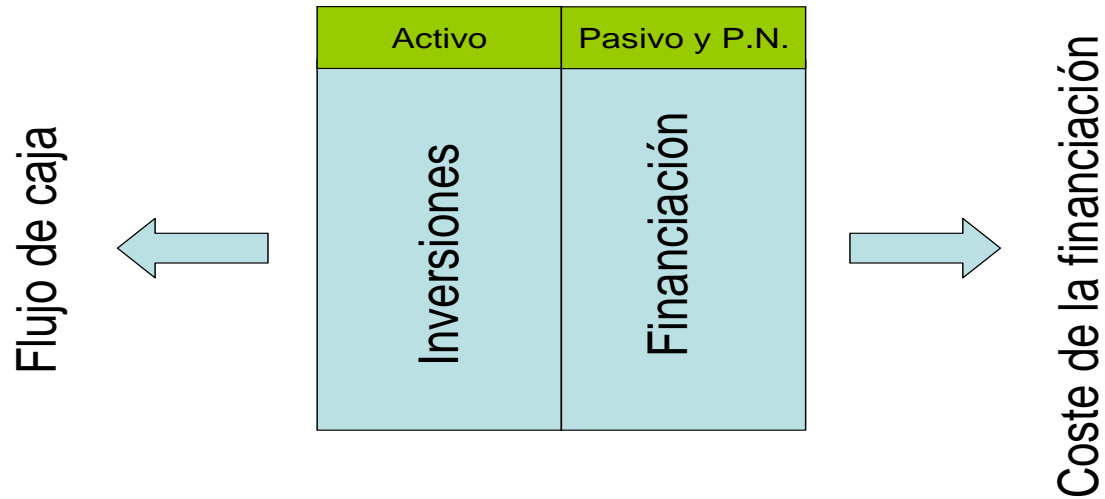 Flujo de caja
Activo
Pasivo y P.N.
Inversiones
Financiación
Coste de la financiación